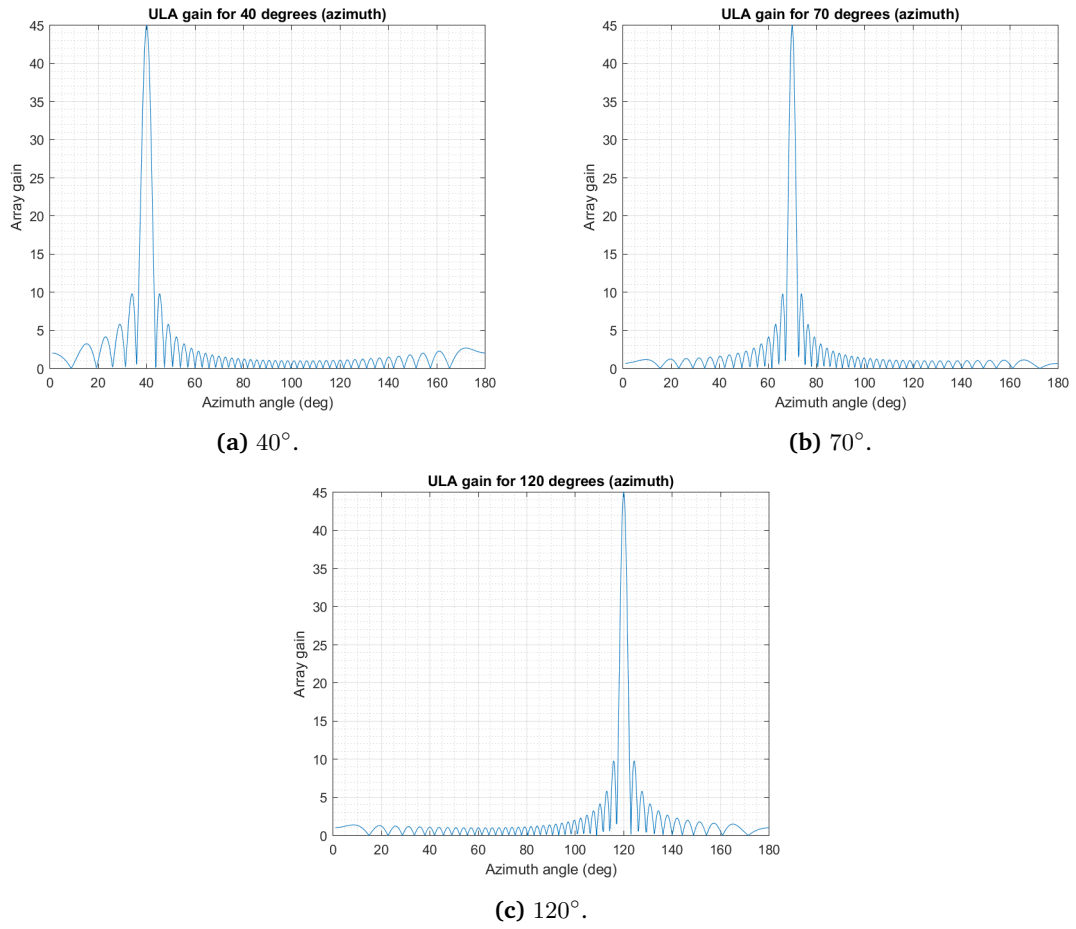 ULA gain for 40 degrees (azimuth)
45
40
35
30
25
20
15
10
5
0
Array gain
0 20 40 60 80 100 120 140 160 180
Azimuth angle (deg)
(a) 40°.
ULA gain for 70 degrees (azimuth)
45
40
35
30
25
20
15
10
5
0
Array gain
0 20 40 60 80 100 120 140 160 180
Azimuth angle (deg)
(b) 70°.
ULA gain for 120 degrees (azimuth)
45
40
35
30
25
20
15
10
5
0
Array gain
0 20 40 60 80 100 120 140 160 180
Azimuth angle (deg)
(c) 120°.